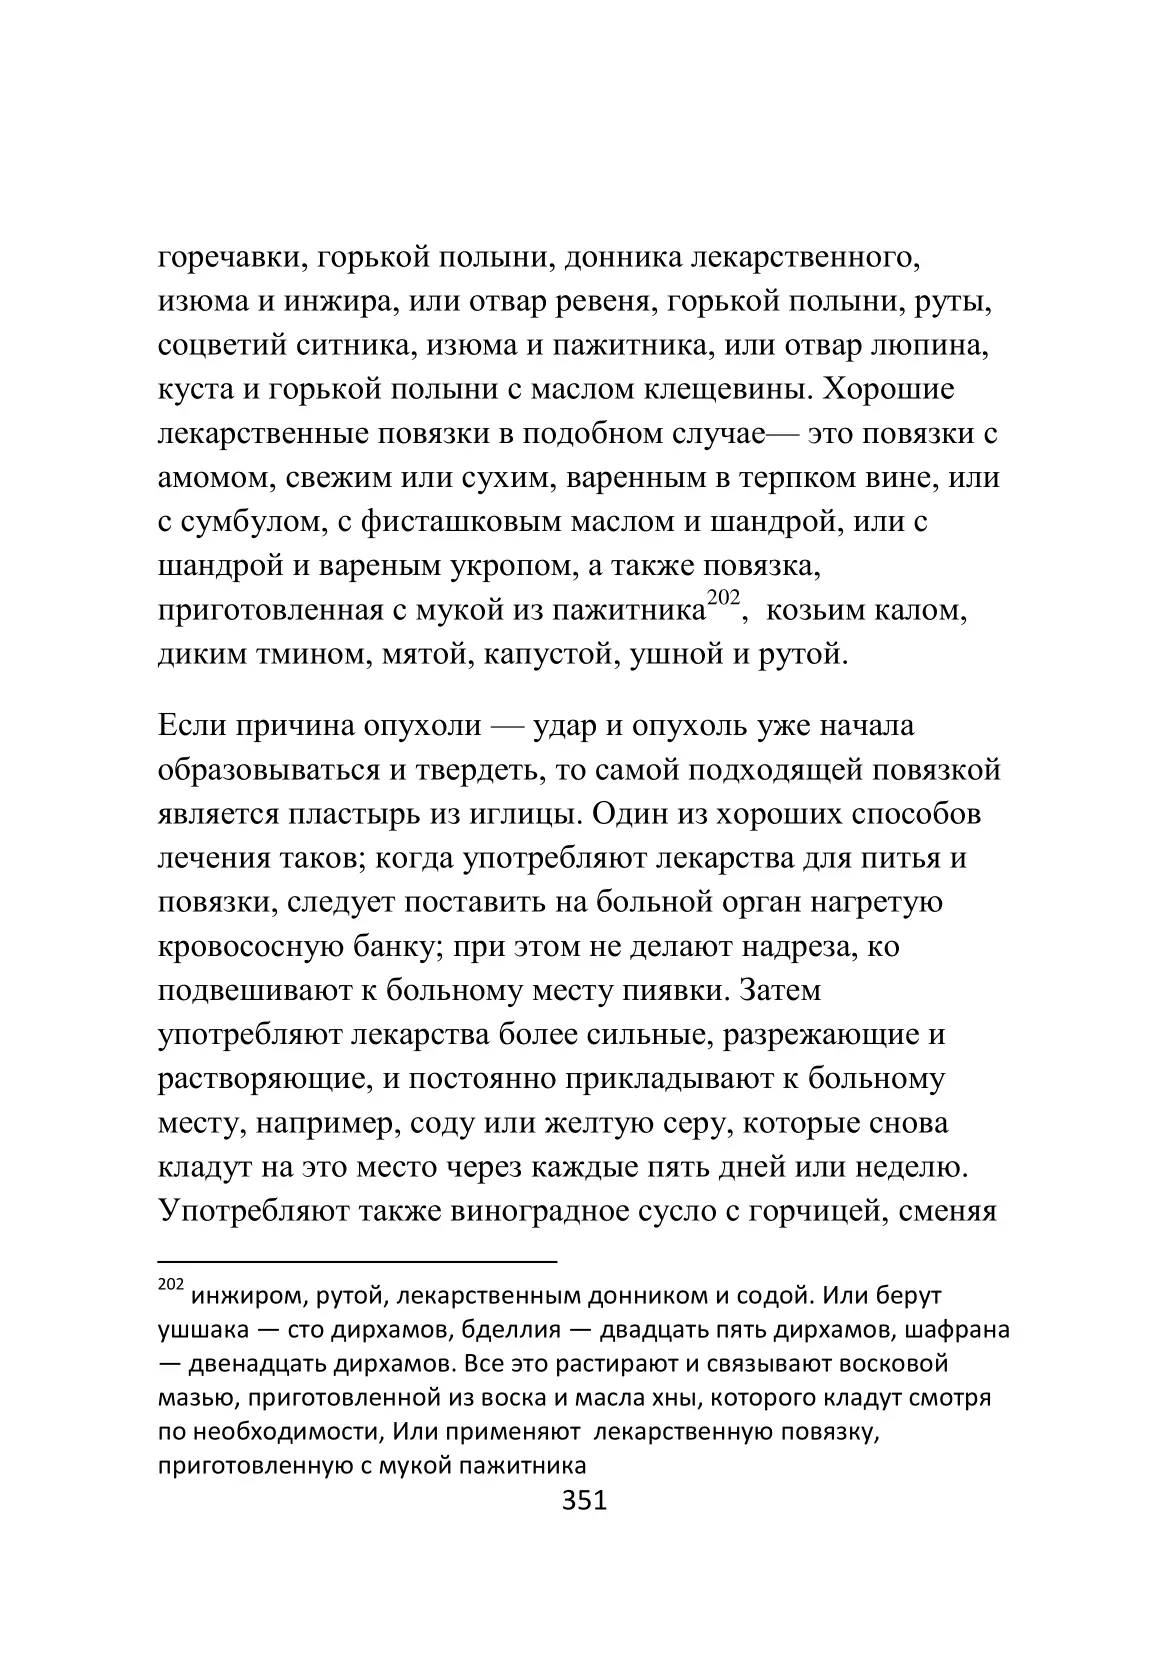 горечавки, горькой полыни, донника лекарственного,
изюма и инжира, или отвар ревеня, горькой полыни, руты,
соцветий ситника, изюма и пажитника, или отвар люпина,
куста и горькой полыни с маслом клещевины. Хорошие
лекарственные повязки в подобном случае— это повязки с
амомом, свежим или сухим, варенным в терпком вине, или
с сумбулом, с фисташковым маслом и шандрой, или с
шандрой и вареным укропом, а также повязка,
приготовленная с мукой из пажитника202, козьим калом,
диким тмином, мятой, капустой, ушной и рутой.
Если причина опухоли — удар и опухоль уже начала
образовываться и твердеть, то самой подходящей повязкой
является пластырь из иглицы. Один из хороших способов
лечения таков; когда употребляют лекарства для питья и
повязки, следует поставить на больной орган нагретую
кровососную банку; при этом не делают надреза, ко
подвешивают к больному месту пиявки. Затем
употребляют лекарства более сильные, разрежающие и
растворяющие, и постоянно прикладывают к больному
месту, например, соду или желтую серу, которые снова
кладут на это место через каждые пять дней или неделю.
Употребляют также виноградное сусло с горчицей, сменяя
202 инжиром, рутой, лекарственным донником и содой. Или берут
ушшака — сто дирхамов, бделлия — двадцать пять дирхамов, шафрана
— двенадцать дирхамов. Все это растирают и связывают восковой
мазью, приготовленной из воска и масла хны, которого кладут смотря
по необходимости, Или применяют лекарственную повязку,
приготовленную с мукой пажитника
351